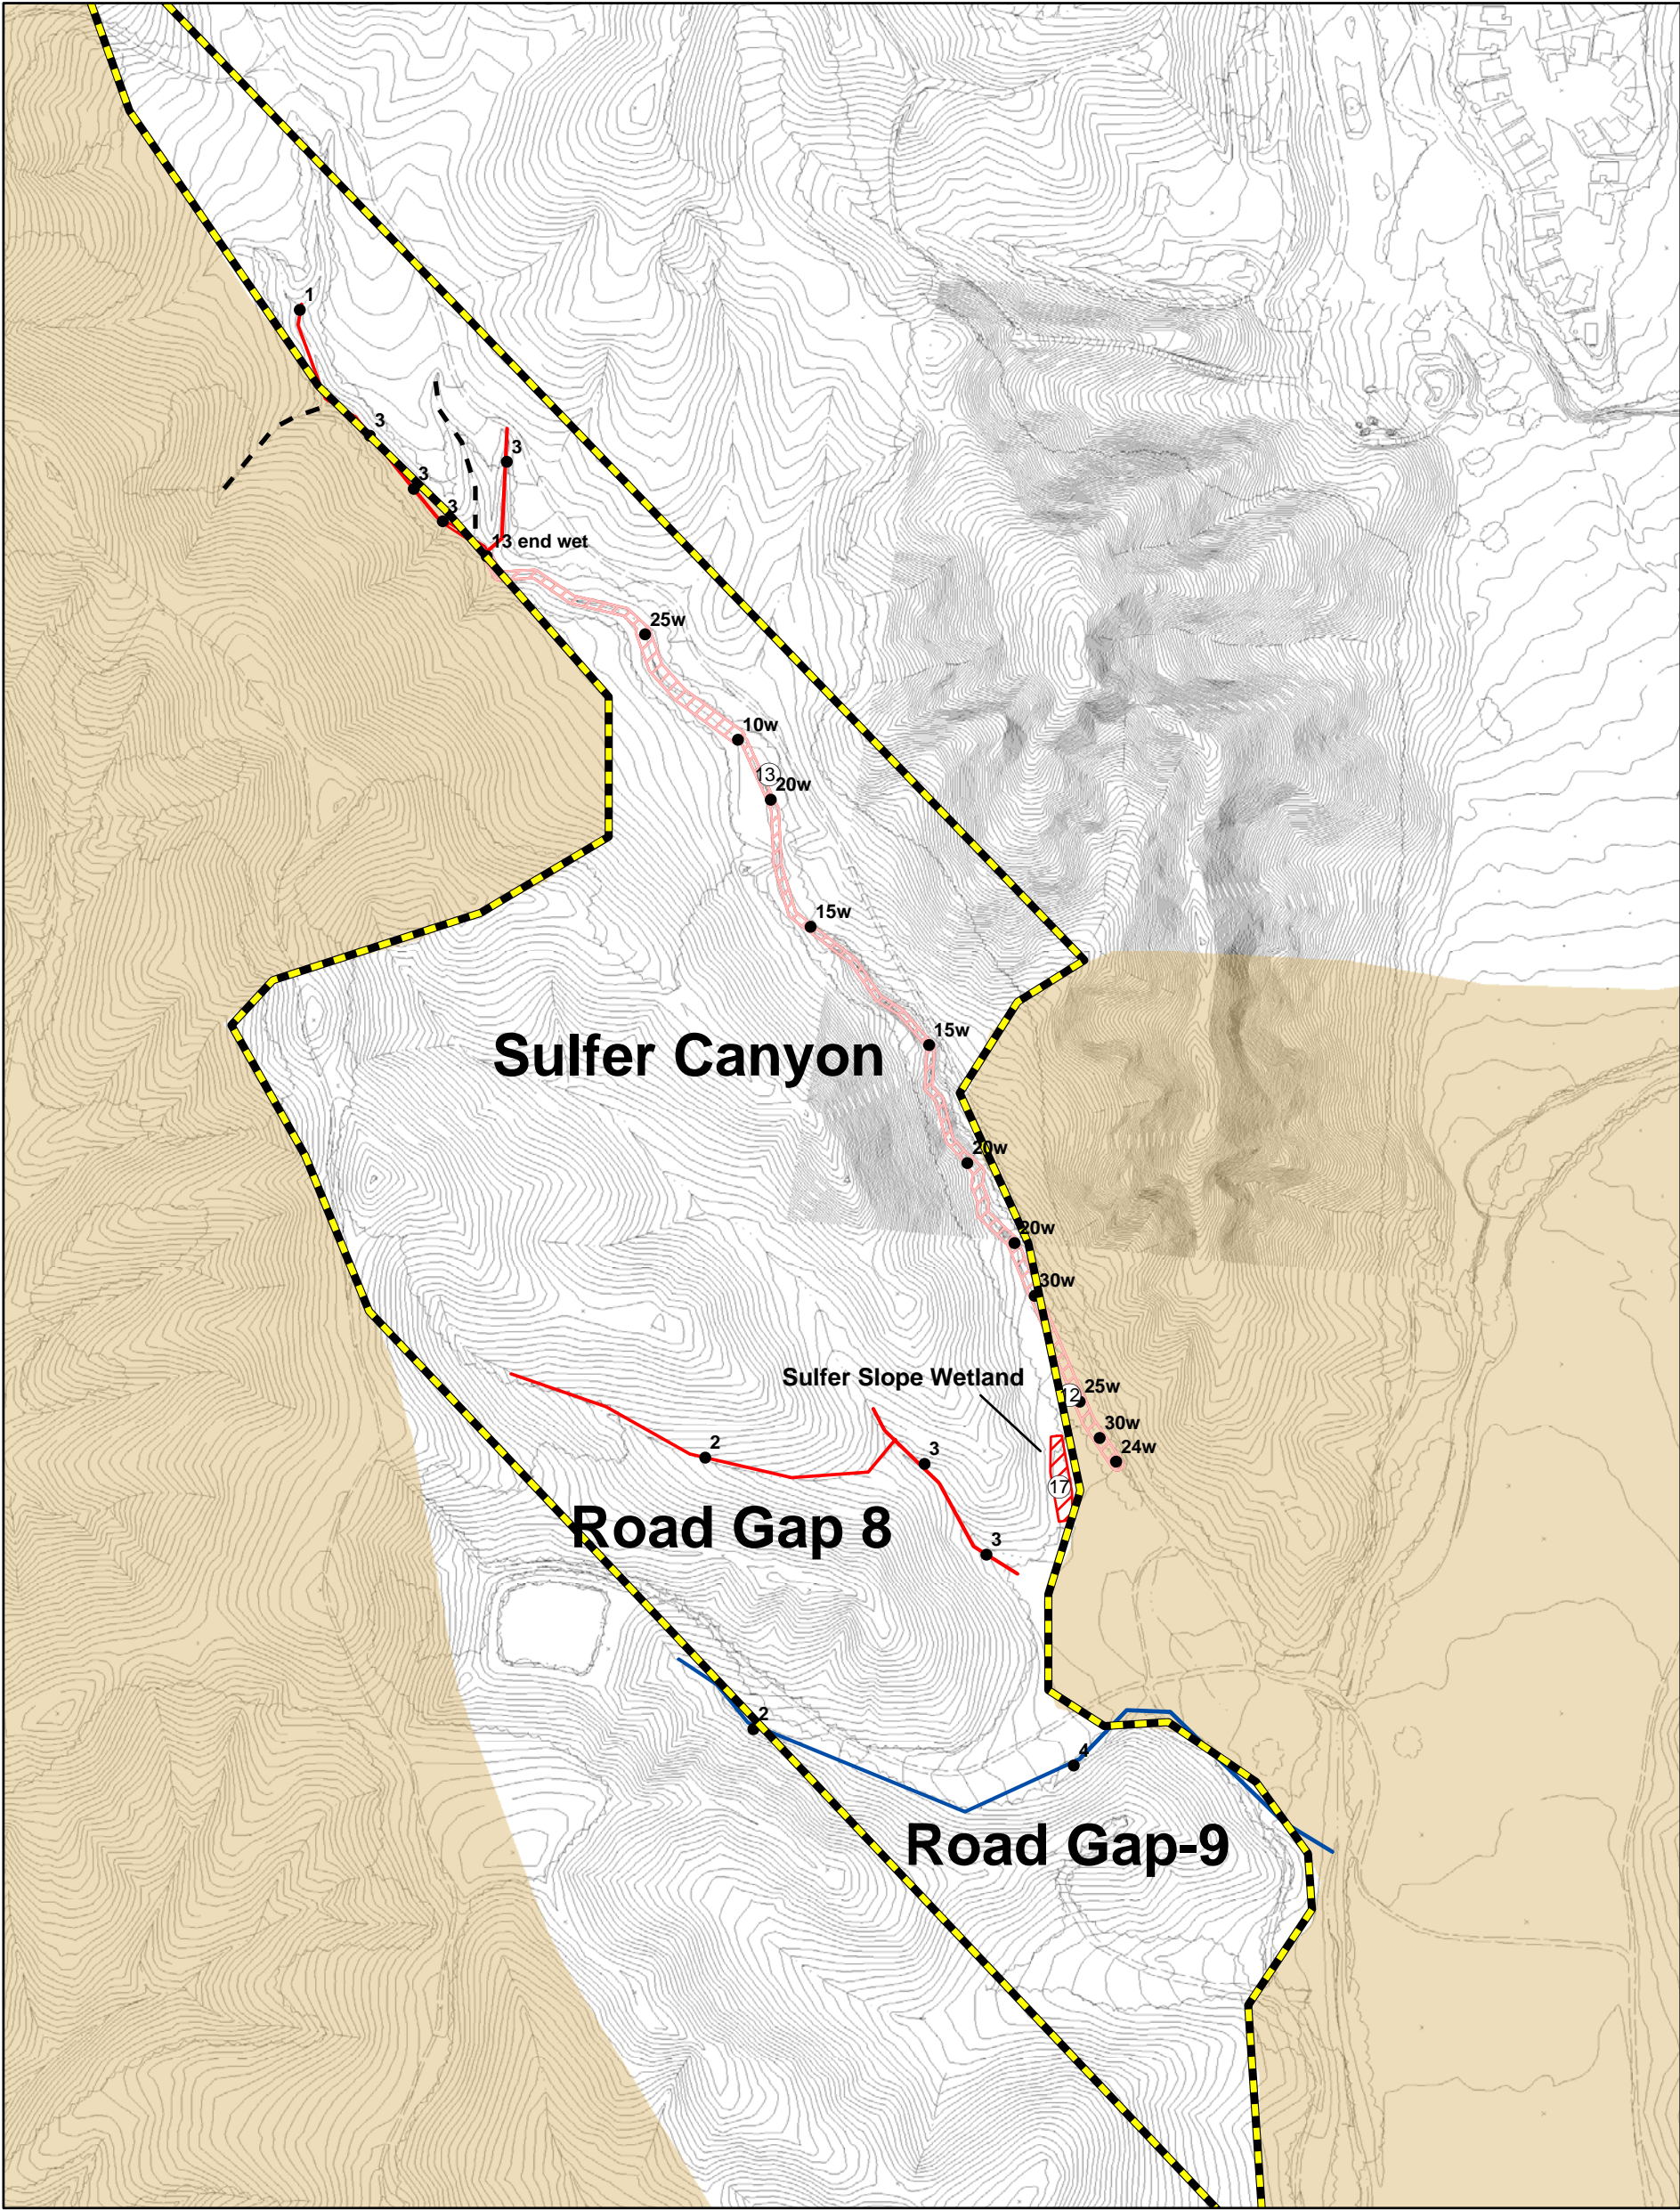 1
3
3
3
3
13 end wet
25w
10w
13
20w
15w
15w
Sulfer Canyon
20w
20w
30w
Sulfer Slope Wetland
12
25w
30w
24w
2
3
17
Road Gap 8
3
2
4
Road Gap-9